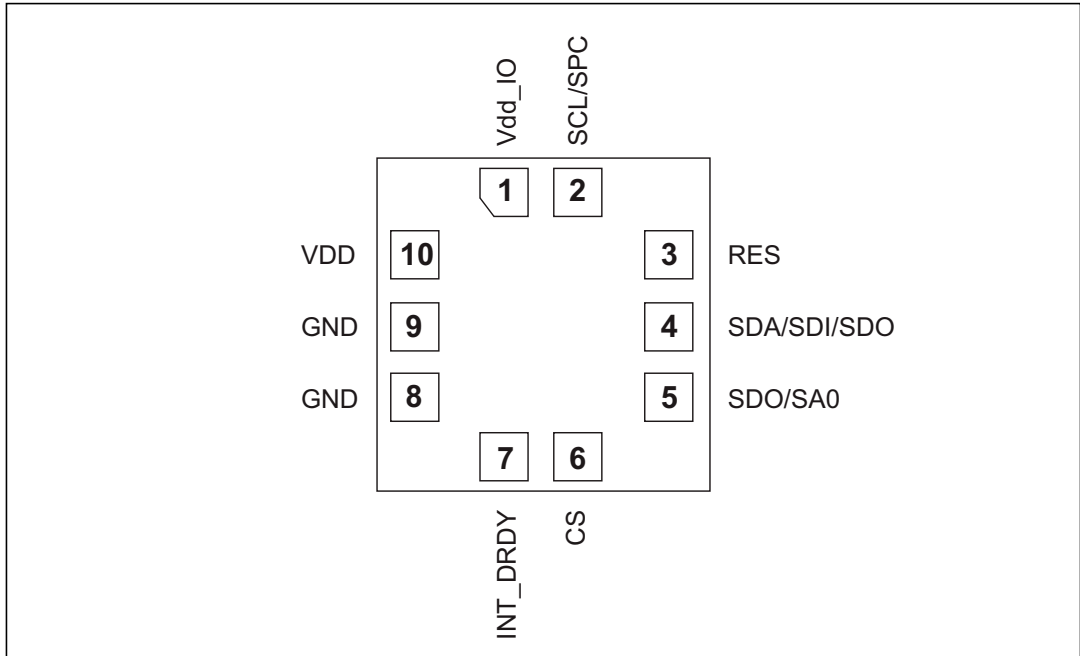 Vdd_IO
SCL/SPC
1
2
VDD
10
3
RES
GND
9
4
SDA/SDI/SDO
GND
8
5
SDO/SA0
7
6
INT_DRDY
CS